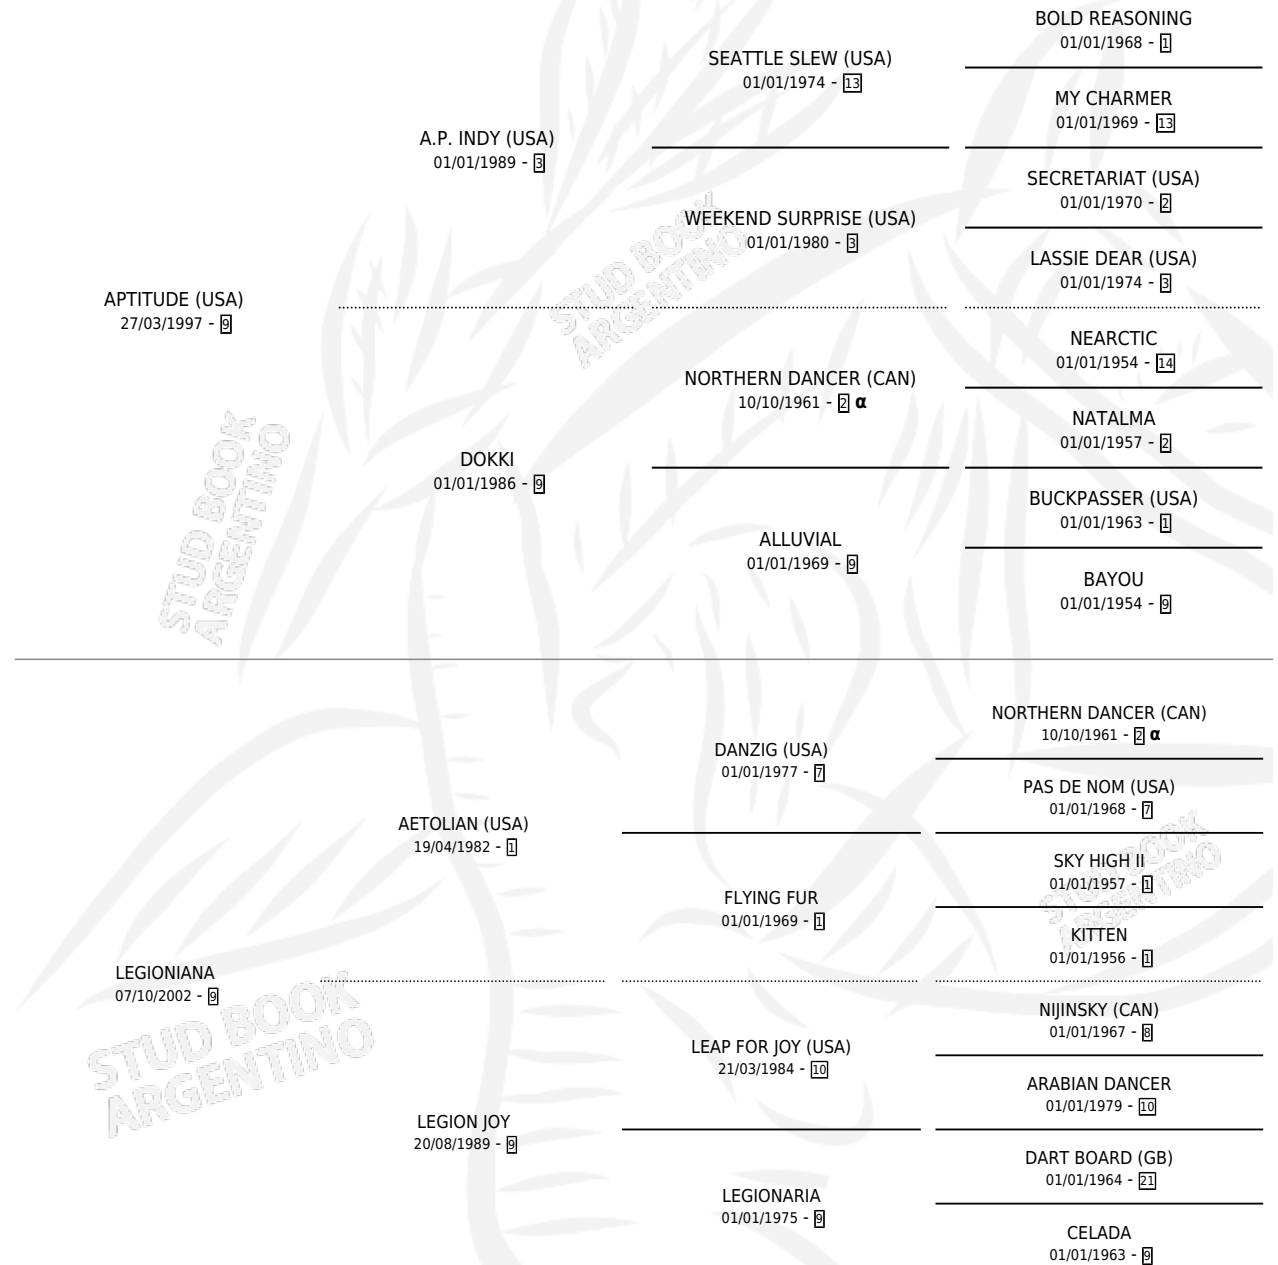 BOLD REASONING
01/01/1968 - 1
SEATTLE SLEW (USA)
01/01/1974 - 13
MY CHARMER
01/01/1969 - 13
A.P. INDY (USA)
01/01/1989 - 3
SECRETARIAT (USA)
01/01/1970 - 2
WEEKEND SURPRISE (USA)
01/01/1980 - 3
LASSIE DEAR (USA)
01/01/1974 - 3
STUD BOOK
ARGENTINO
APTITUDE (USA)
27/03/1997 - 9
NEARCTIC
01/01/1954 - 14
NORTHERN DANCER (CAN)
10/10/1961 - 2 α
NATALMA
01/01/1957 - 2
DOKKI
01/01/1986 - 9
BUCKPASSER (USA)
01/01/1963 - 1
ALLUVIAL
01/01/1969 - 9
BAYOU
01/01/1954 - 9
STUD BOOK
ARGENTINO
NORTHERN DANCER (CAN)
10/10/1961 - 2 α
DANZIG (USA)
01/01/1977 - 7
PAS DE NOM (USA)
01/01/1968 - 7
AETOLIAN (USA)
19/04/1982 - 1
SKY HIGH II
01/01/1957 - 1
FLYING FUR
01/01/1969 - 1
KITTEN
01/01/1956 - 1
STUD BOOK
ARGENTINO
LEGIONIANA
07/10/2002 - 9
NIJINSKY (CAN)
01/01/1967 - 8
LEAP FOR JOY (USA)
21/03/1984 - 10
ARABIAN DANCER
01/01/1979 - 10
STUD BOOK
ARGENTINO
LEGION JOY
20/08/1989 - 9
DART BOARD (GB)
01/01/1964 - 21
LEGIONARIA
01/01/1975 - 9
CELADA
01/01/1963 - 9